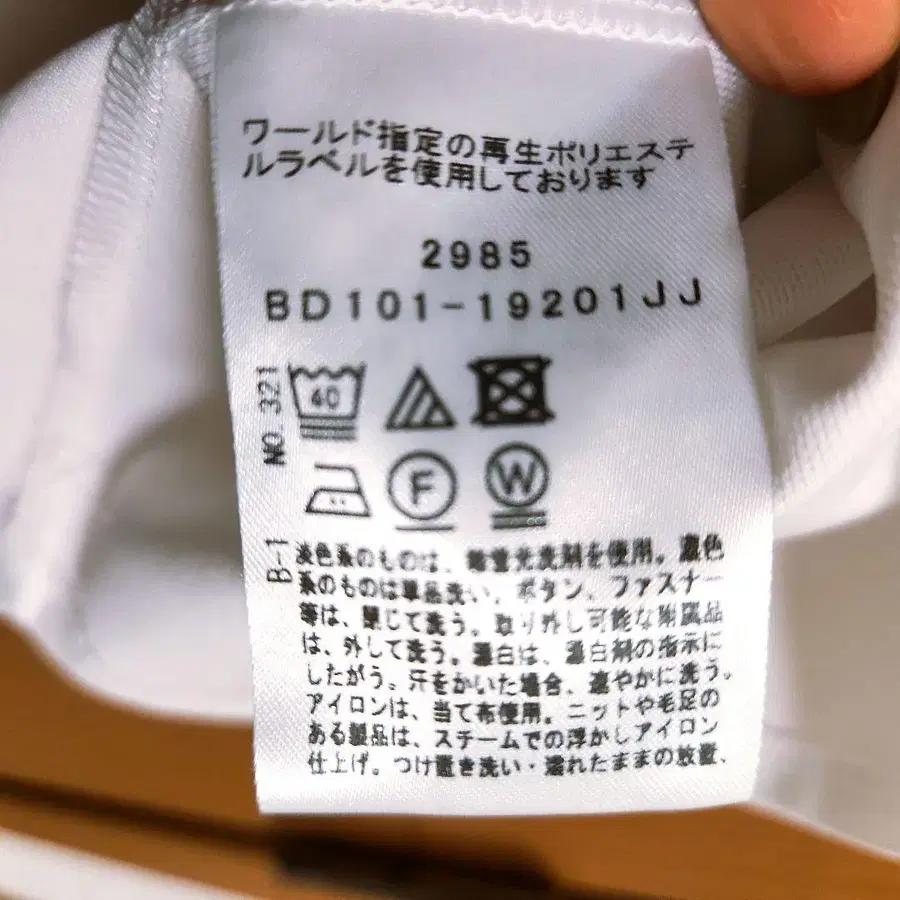 ワールド指定の再生ポリエステ
ルラベルを使用しております
2985
BD101-19201JJ
NO. 321
40
F
W
B-1
淡色系のものは、無蛍光洗剤を使用。濃色
系のものは単品洗い。ボタン、ファスナー
等は、閉じて洗う。取り外し可能な附属品
は、外して洗う。漂白は、漂白剤の指示に
したがう。汗をかいた場合、速やかに洗う。
アイロンは、当て布使用。ニットや毛足の
ある製品は、スチームでの浮かしアイロン
仕上げ。つけ置き洗い・濡れたままの放置、